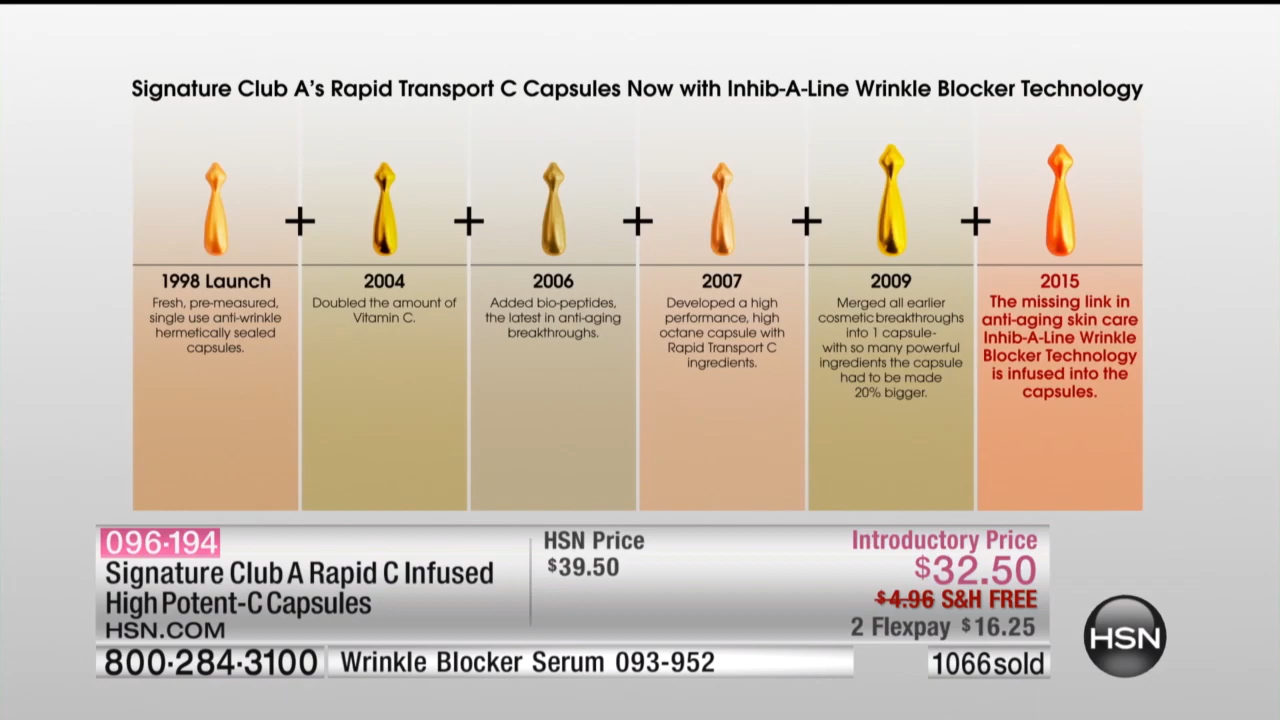 Signature Club A's Rapid Transport C Capsules Now with Inhib-A-Line Wrinkle Blocker Technology
+ + + + +
1998 Launch
Fresh, pre-measured,
single use anti-wrinkle
hermetically sealed
capsules.
2004
Doubled the amount of
Vitamin C.
2006
Added bio-peptides,
the latest in anti-aging
breakthroughs.
2007
Developed a high
performance, high
octane capsule with
Rapid Transport C
ingredients.
2009
Merged all earlier
cosmetic breakthroughs
into 1 capsule-
with so many powerful
ingredients the capsule
had to be made
20% bigger.
2015
The missing link in
anti-aging skin care
Inhib-A-Line Wrinkle
Blocker Technology
is infused into the
capsules.
096-194
Signature Club A Rapid C Infused
High Potent-C Capsules
HSN.COM
HSN Price
$39.50
Introductory Price
$32.50
$4.96 S&H FREE
2 Flexpay $16.25
800-284-3100
Wrinkle Blocker Serum 093-952
1066 sold
HSN